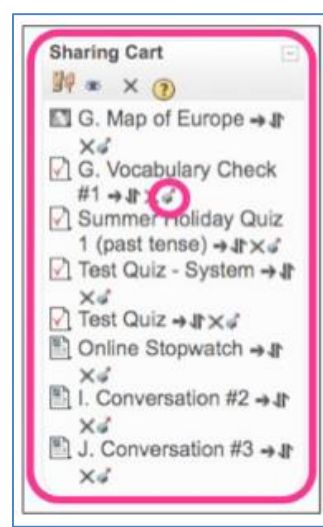 Sharing Cart
?
G. Map of Europe
G. Vocabulary Check
#1
Summer Holiday Quiz
1 (past tense)
Test Quiz - System
Test Quiz
Online Stopwatch
I. Conversation #2
J. Conversation #3